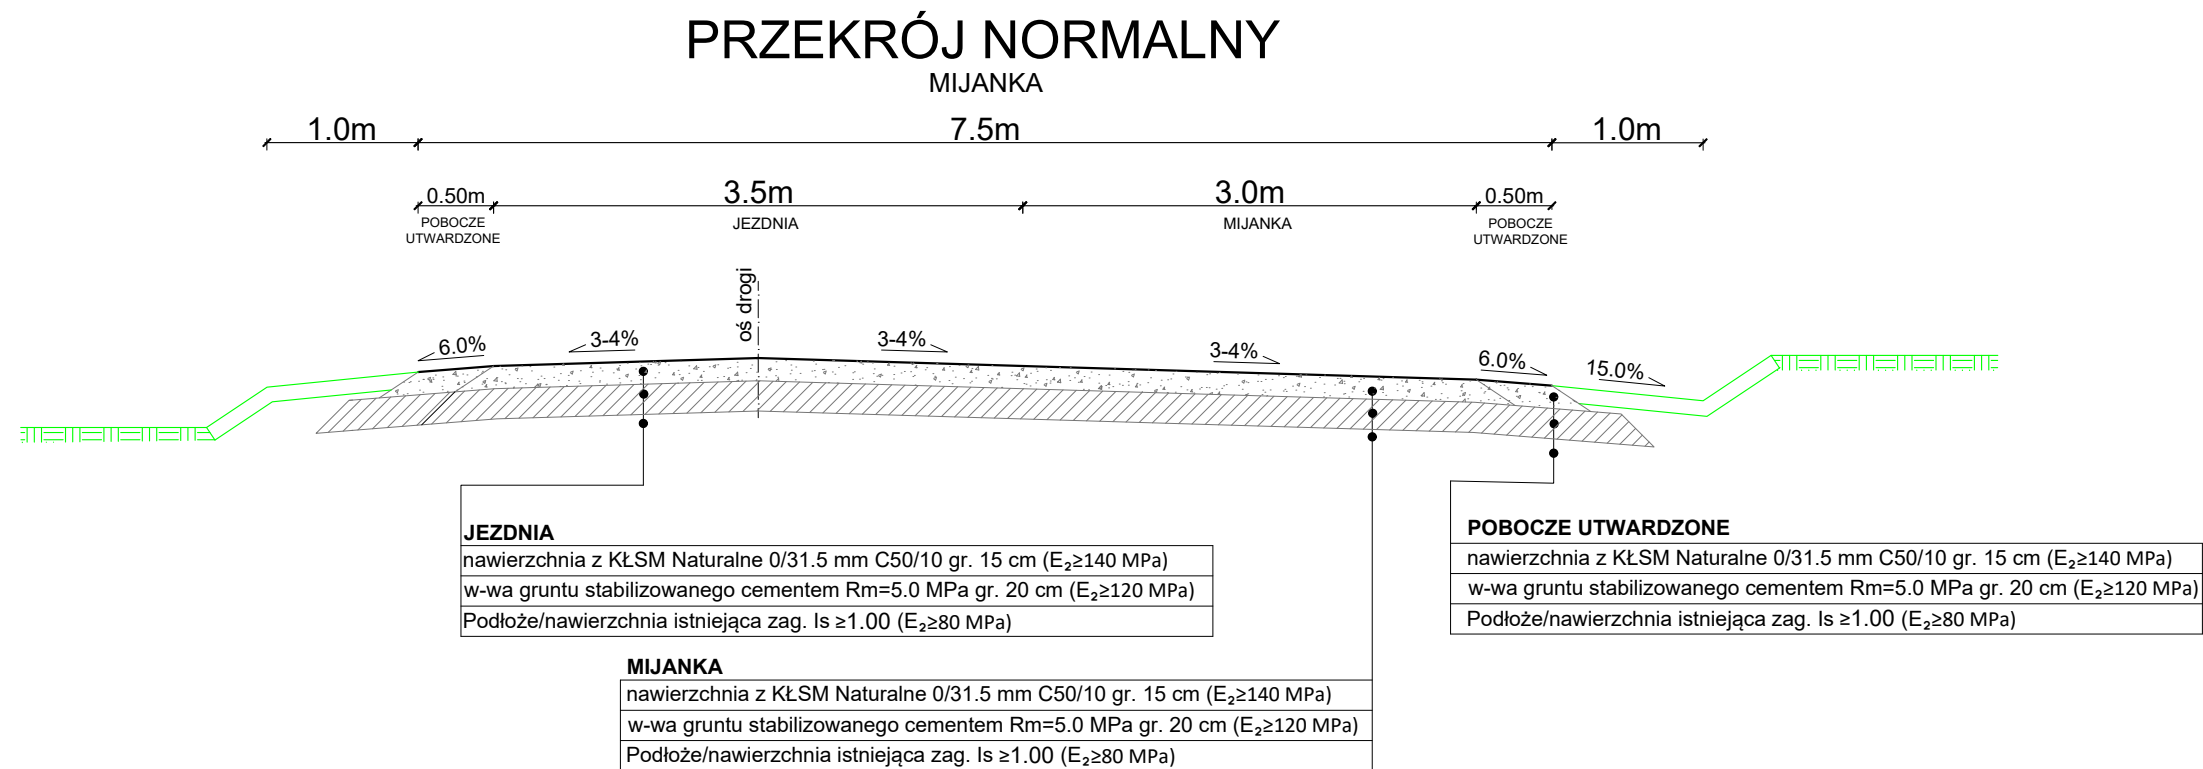 PRZEKRÓJ NORMALNY
MIJANKA
1.0m 7.5m 1.0m
0.50m 3.5m 3.0m 0.50m
POBOCZE UTWARDZONE JEZDNIA MIJANKA POBOCZE UTWARDZONE
oś drogi
6.0% 3-4% 3-4% 3-4% 6.0% 15.0%
JEZDNIA
nawierzchnia z KŁSM Naturalne 0/31.5 mm C50/10 gr. 15 cm (E₂≥140 MPa)
w-wa gruntu stabilizowanego cementem Rm=5.0 MPa gr. 20 cm (E₂≥120 MPa)
Podłoże/nawierzchnia istniejąca zag. Is ≥1.00 (E₂≥80 MPa)
POBOCZE UTWARDZONE
nawierzchnia z KŁSM Naturalne 0/31.5 mm C50/10 gr. 15 cm (E₂≥140 MPa)
w-wa gruntu stabilizowanego cementem Rm=5.0 MPa gr. 20 cm (E₂≥120 MPa)
Podłoże/nawierzchnia istniejąca zag. Is ≥1.00 (E₂≥80 MPa)
MIJANKA
nawierzchnia z KŁSM Naturalne 0/31.5 mm C50/10 gr. 15 cm (E₂≥140 MPa)
w-wa gruntu stabilizowanego cementem Rm=5.0 MPa gr. 20 cm (E₂≥120 MPa)
Podłoże/nawierzchnia istniejąca zag. Is ≥1.00 (E₂≥80 MPa)